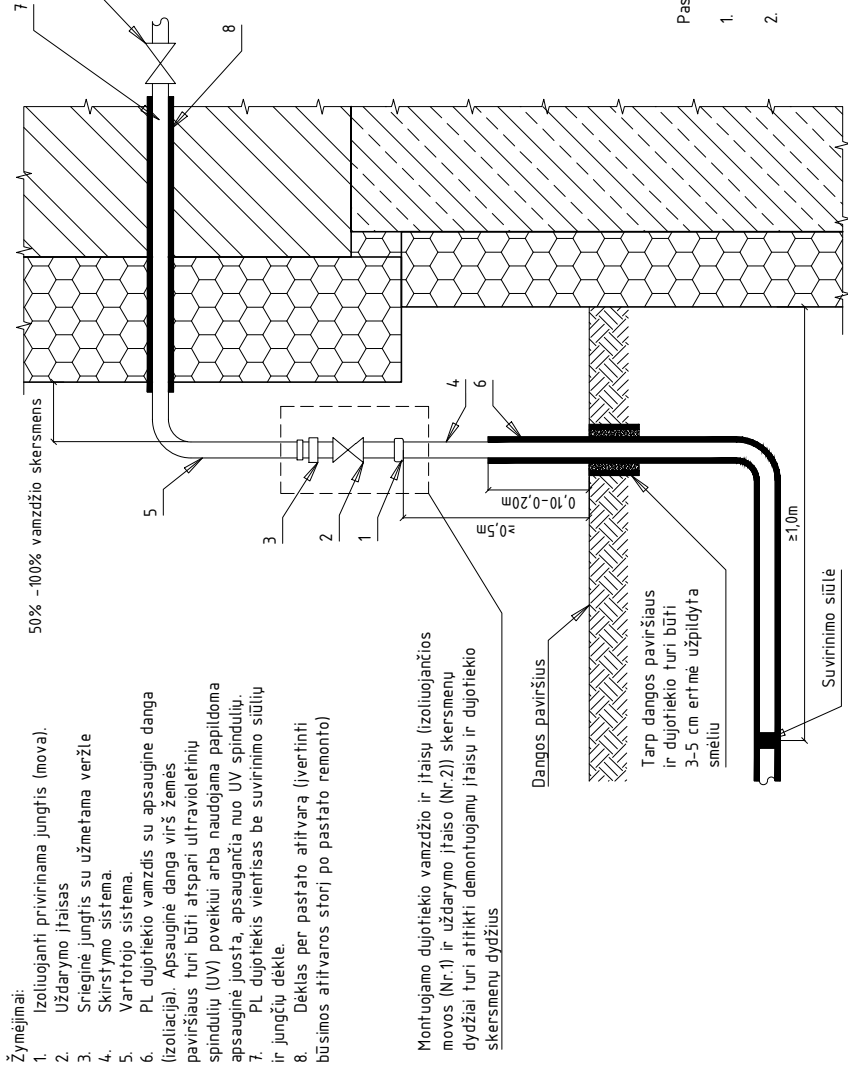 Žymėjimai:
1. Izoliuojanti privirinama jungtis (mova).
2. Uždarymo įtaisas
3. Srieginė jungtis su užmetama veržle
4. Skirstymo sistema.
5. Vartotojo sistema.
6. PL dujotiekio vamzdis su apsaugine danga
(izoliacija). Apsauginė danga virš žemės
paviršiaus turi būti atspari ultravioletinių
spindulių (UV) poveikiui arba naudojama papildoma
apsauginė juosta, apsaugančia nuo UV spindulių.
7. PL dujotiekis vientisas be suvirinimo siūlių
ir jungčių dėkle.
8. Dėklas per pastato atitvarą (įvertinti
būsimos atitvaros storį po pastato remonto)
Montuojamo dujotiekio vamzdžio ir įtaisų (izoliuojančios
movos (Nr.1) ir uždarymo įtaiso (Nr.2)) skersmenų
dydžiai turi atitikti demontuojamų įtaisų ir dujotiekio
skersmenų dydžius
50% -100% vamzdžio skersmens
5
3
2
1
4
6
7
8
≥0,5m
0,10-0,20m
Dangos paviršius
Tarp dangos paviršiaus
ir dujotiekio turi būti
3-5 cm ertmė užpildyta
smėliu
≥1,0m
Suvirinimo siūlė
Pas
1.
2.